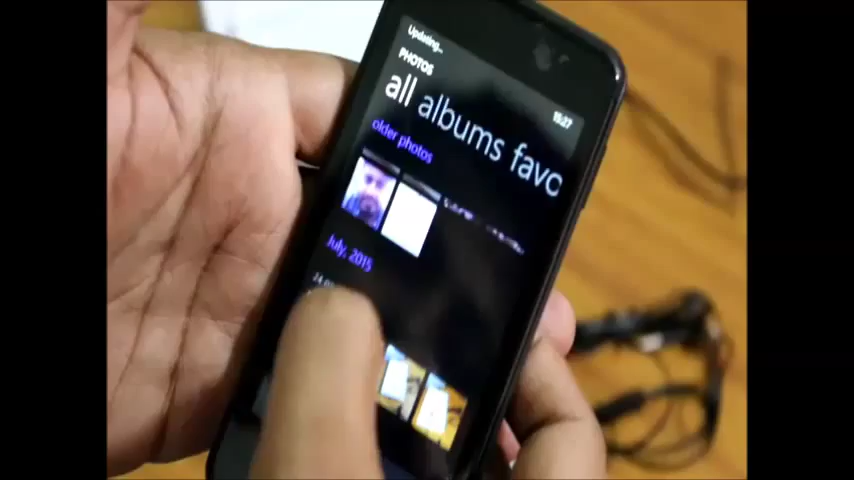 Updating...
15:27
PHOTOS
all albums favo
older photos
July, 2015